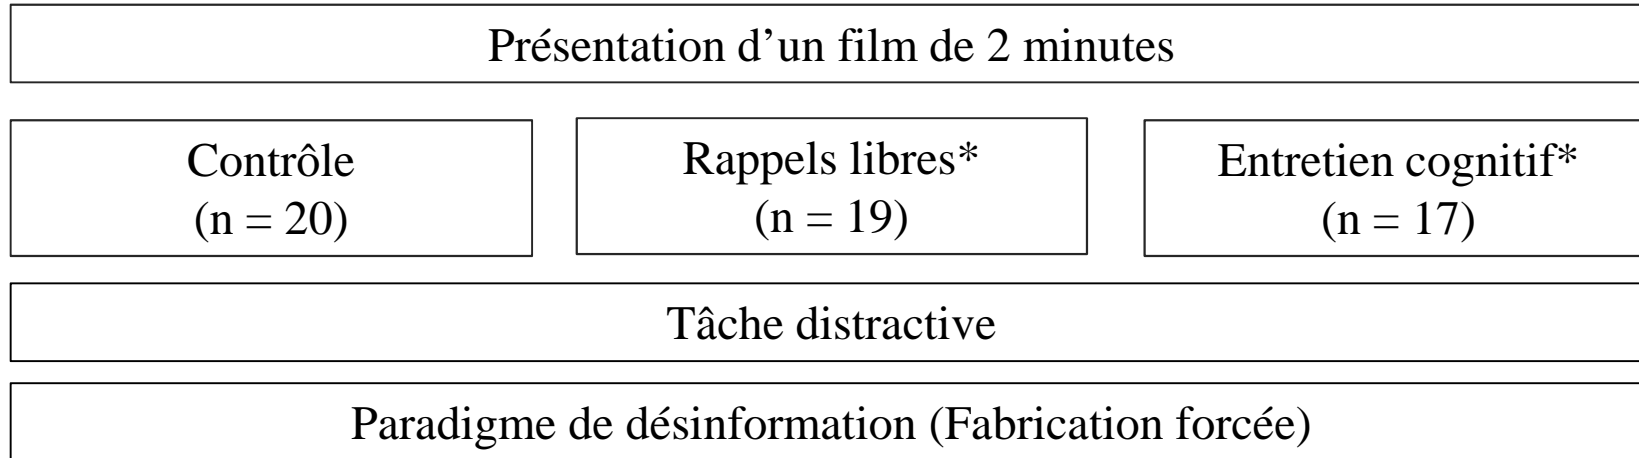 Présentation d’un film de 2 minutes
Contrôle
(n = 20)
Rappels libres*
(n = 19)
Entretien cognitif*
(n = 17)
Tâche distractive
Paradigme de désinformation (Fabrication forcée)